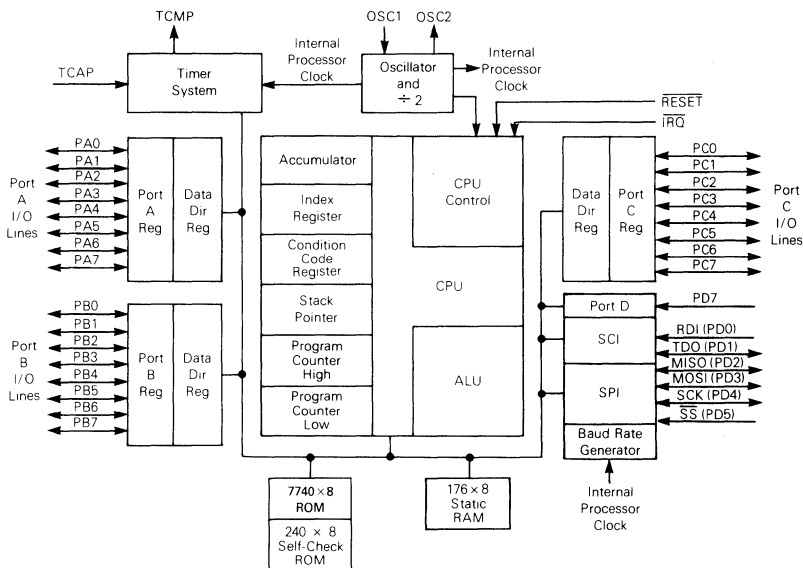 TCMP
OSC1
OSC2
TCAP
Timer
System
Internal
Processor
Clock
Oscillator
and
÷ 2
Internal
Processor
Clock
RESET
IRQ
Port
A
I/O
Lines
PA0
PA1
PA2
PA3
PA4
PA5
PA6
PA7
Port
A
Reg
Data
Dir
Reg
Accumulator
Index
Register
Condition
Code
Register
Stack
Pointer
Program
Counter
High
Program
Counter
Low
CPU
Control
CPU
ALU
Data
Dir
Reg
Port
C
Reg
PC0
PC1
PC2
PC3
PC4
PC5
PC6
PC7
Port
C
I/O
Lines
Port
B
I/O
Lines
PB0
PB1
PB2
PB3
PB4
PB5
PB6
PB7
Port
B
Reg
Data
Dir
Reg
Port D
SCI
SPI
Baud Rate
Generator
PD7
RDI (PD0)
TDO (PD1)
MISO (PD2)
MOSI (PD3)
SCK (PD4)
SS (PD5)
Internal
Processor
Clock
7740 × 8
ROM
240 × 8
Self-Check
ROM
176 × 8
Static
RAM